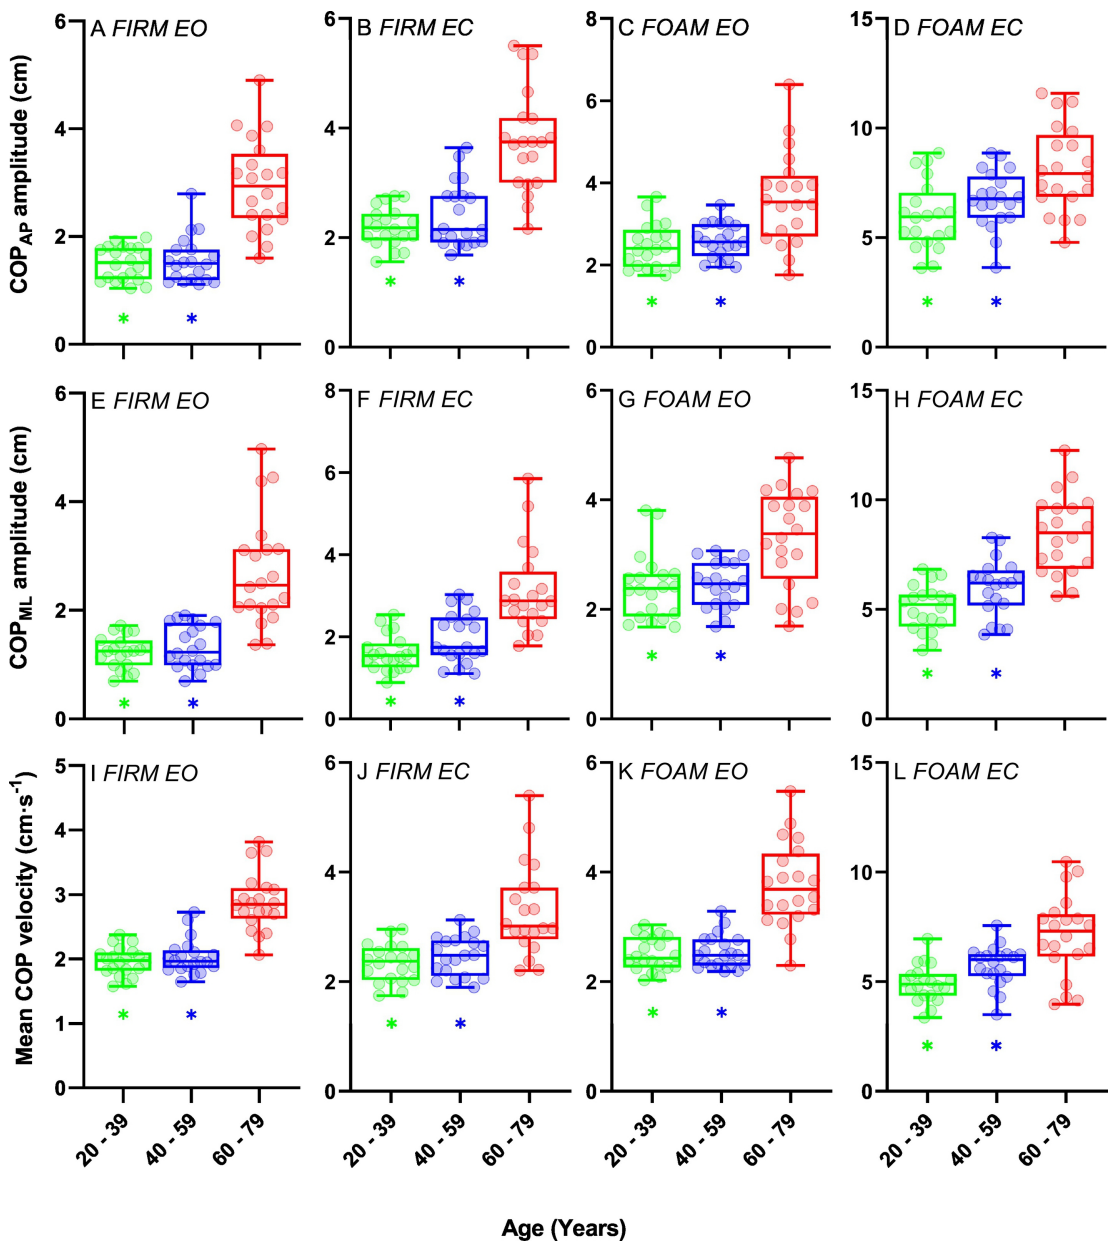 A FIRM EO
B FIRM EC
C FOAM EO
D FOAM EC
COP_AP amplitude (cm)
6
4
2
0
6
4
2
0
8
6
4
2
0
15
10
5
0
* * * * * * * *
E FIRM EO
F FIRM EC
G FOAM EO
H FOAM EC
COP_ML amplitude (cm)
6
4
2
0
8
6
4
2
0
6
4
2
0
15
10
5
0
* * * * * * * *
I FIRM EO
J FIRM EC
K FOAM EO
L FOAM EC
Mean COP velocity (cm·s⁻¹)
5
4
3
2
1
0
6
4
2
0
6
4
2
0
15
10
5
0
* * * * * * * *
20 - 39
40 - 59
60 - 79
20 - 39
40 - 59
60 - 79
20 - 39
40 - 59
60 - 79
20 - 39
40 - 59
60 - 79
Age (Years)